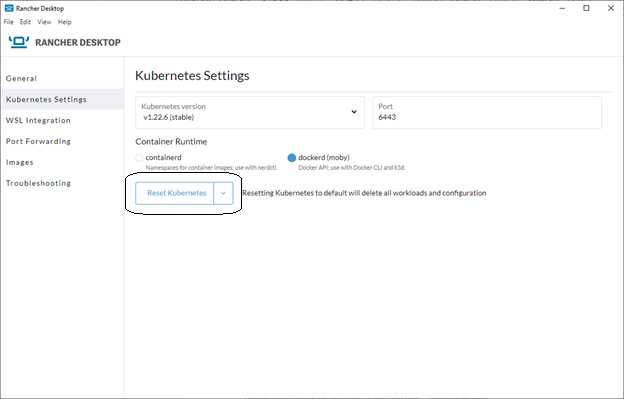 Rancher Desktop
File Edit View Help
RANCHER DESKTOP
General
Kubernetes Settings
WSL Integration
Port Forwarding
Images
Troubleshooting
Kubernetes Settings
Kubernetes version
v1.22.6 (stable)
Port
6443
Container Runtime
containerd
Namespaces for container images; use with nerdctl.
dockerd (moby)
Docker API; use with Docker CLI and k3d.
Reset Kubernetes
Resetting Kubernetes to default will delete all workloads and configuration